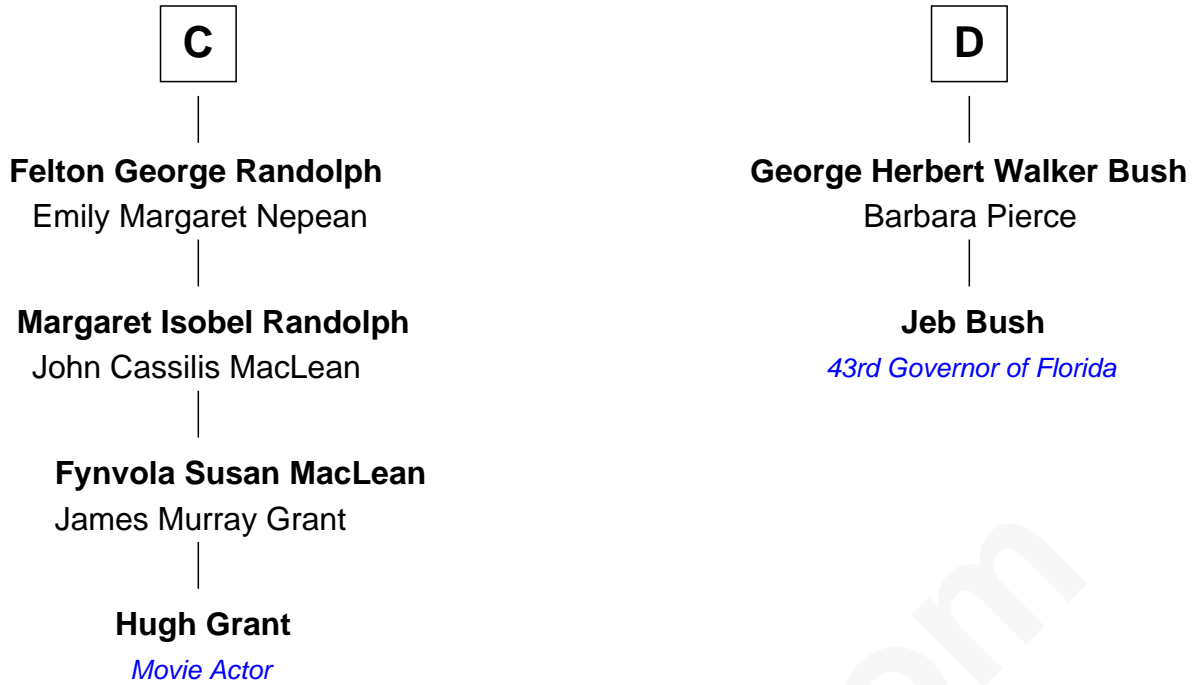 C
Felton George Randolph
Emily Margaret Nepean
Margaret Isobel Randolph
John Cassilis MacLean
Fynvola Susan MacLean
James Murray Grant
Hugh Grant
Movie Actor
D
George Herbert Walker Bush
Barbara Pierce
Jeb Bush
43rd Governor of Florida
om